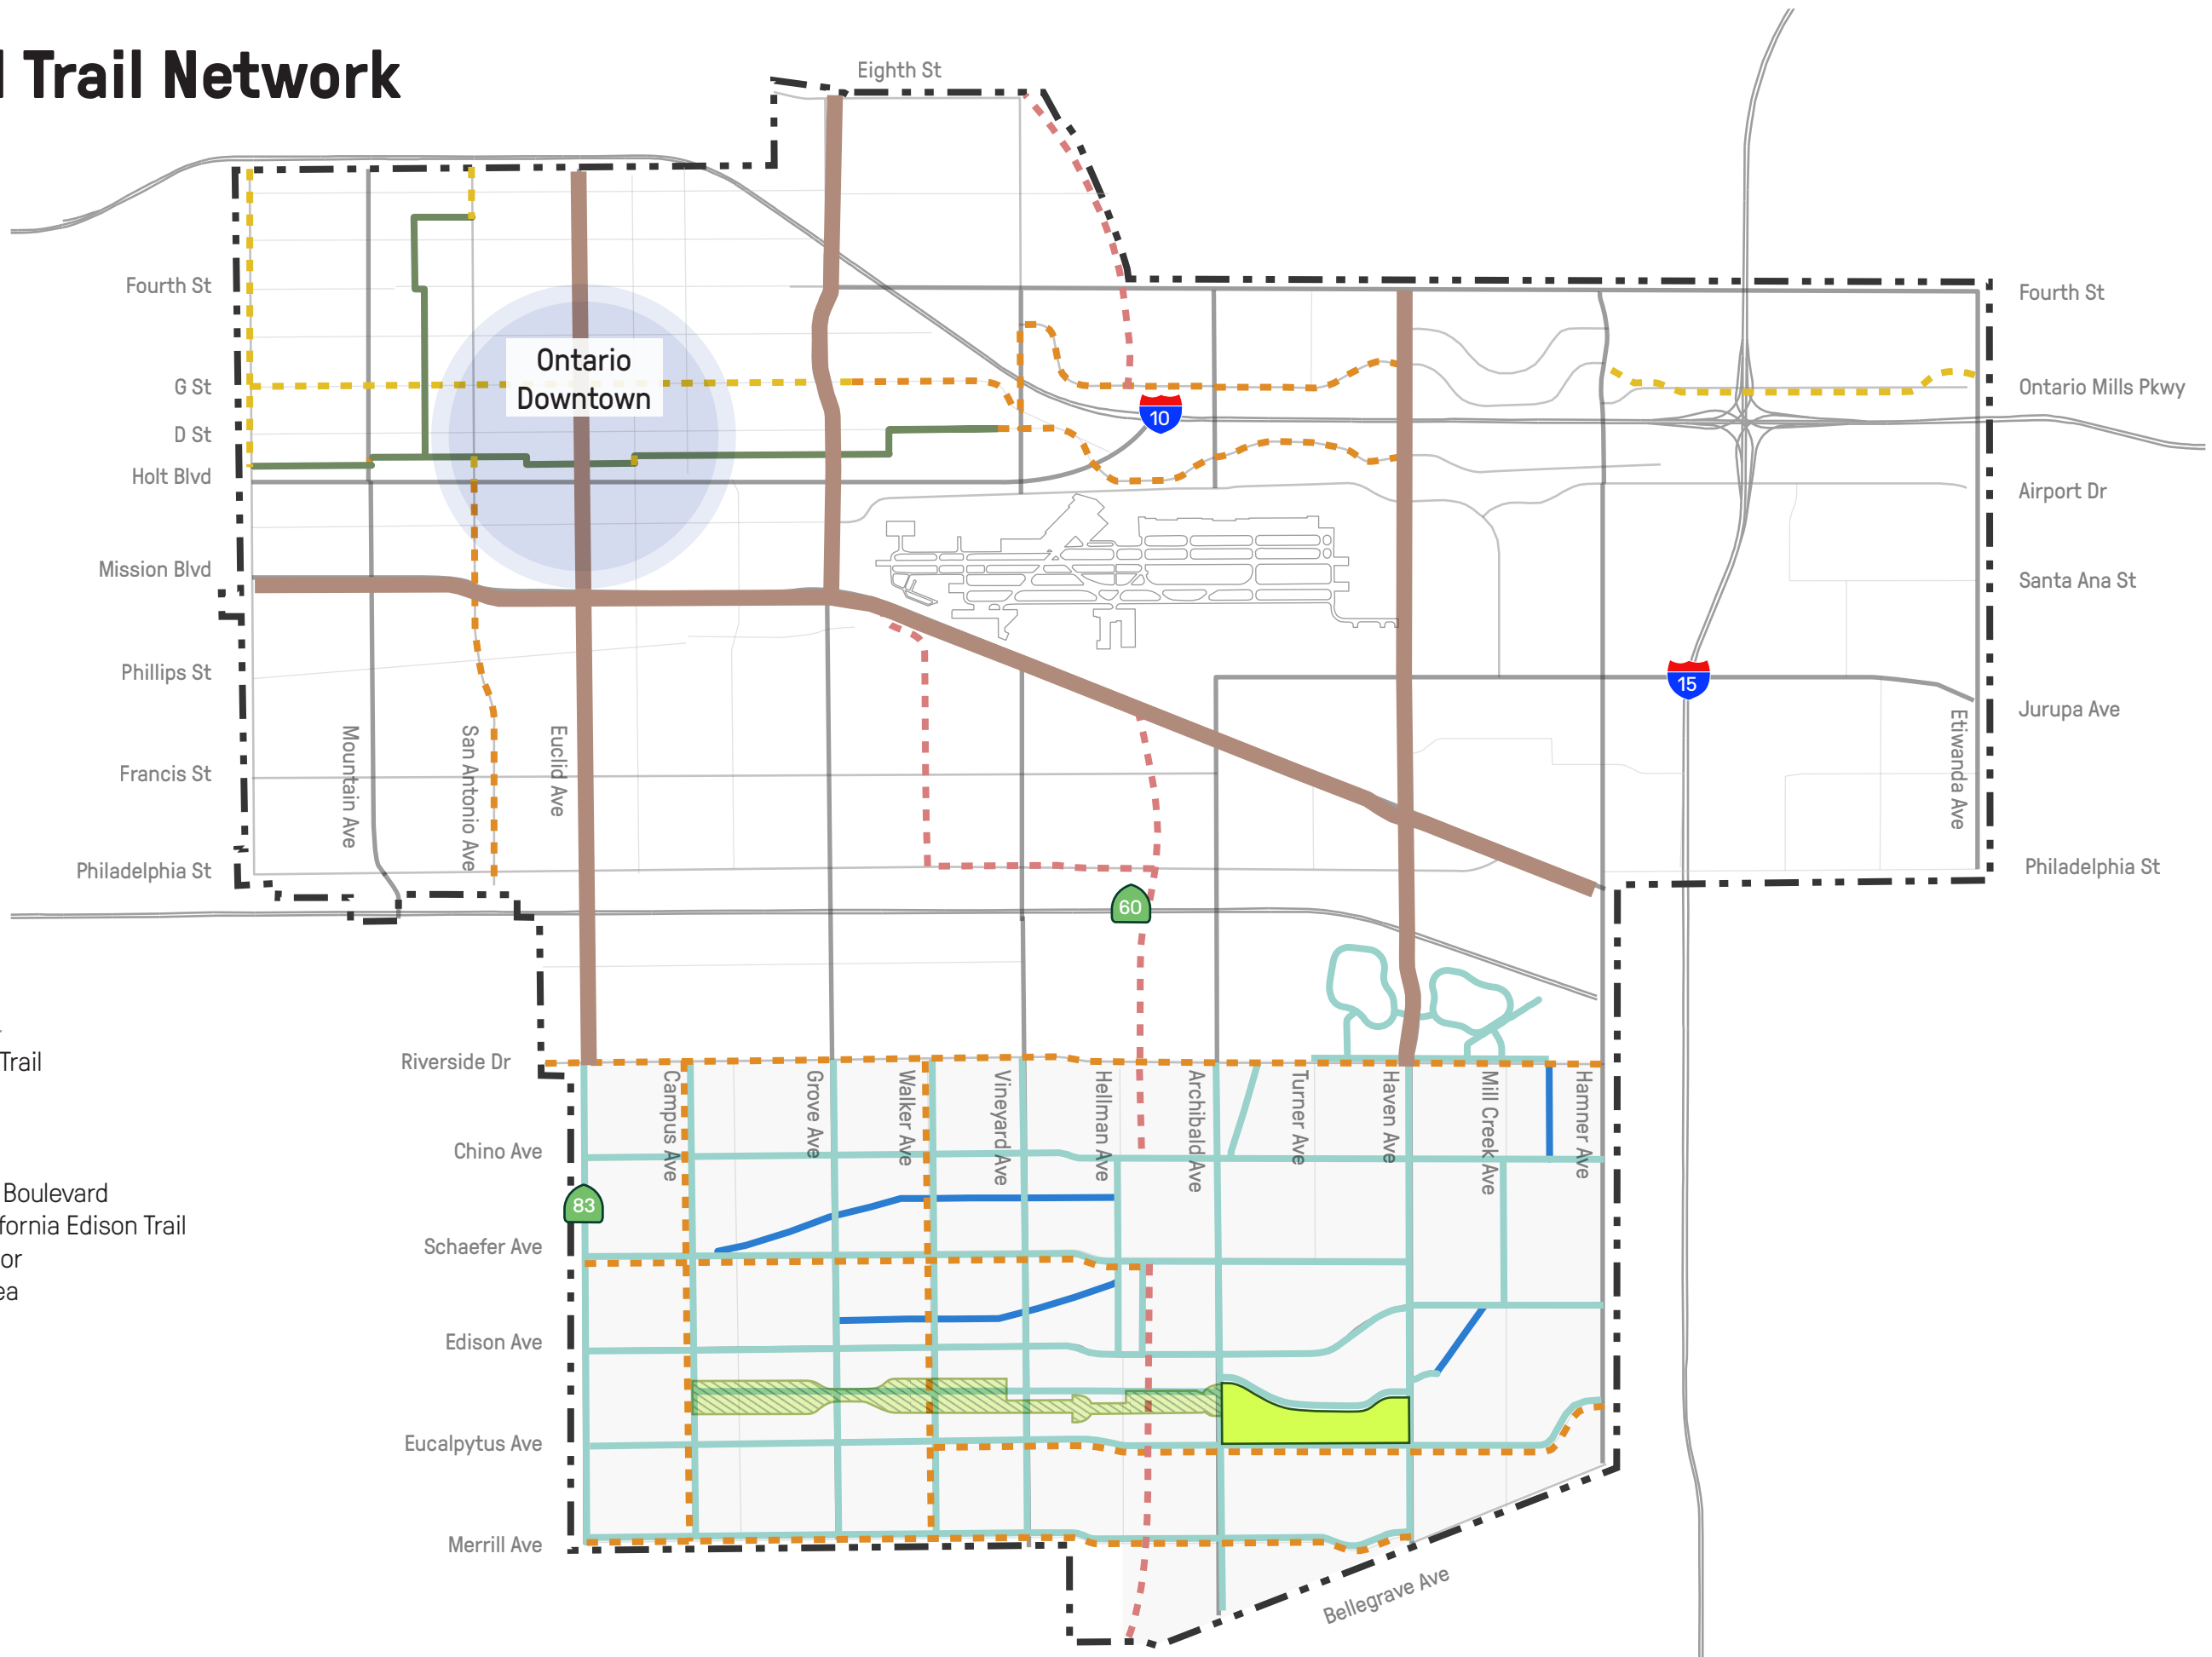 Trail Network
Eighth St
Fourth St
Fourth St
Ontario
Downtown
G St
Ontario Mills Pkwy
10
D St
Holt Blvd
Airport Dr
Mission Blvd
Santa Ana St
Phillips St
15
Jurupa Ave
Mountain Ave
San Antonio Ave
Euclid Ave
Etiwanda Ave
Francis St
Philadelphia St
Philadelphia St
60
Trail
Riverside Dr
Campus Ave
Grove Ave
Walker Ave
Vineyard Ave
Hellman Ave
Archibald Ave
Turner Ave
Haven Ave
Mill Creek Ave
Hamner Ave
Chino Ave
Boulevard
83
fornia Edison Trail
Schaefer Ave
or
ea
Edison Ave
Eucalpytus Ave
Merrill Ave
Bellegrave Ave